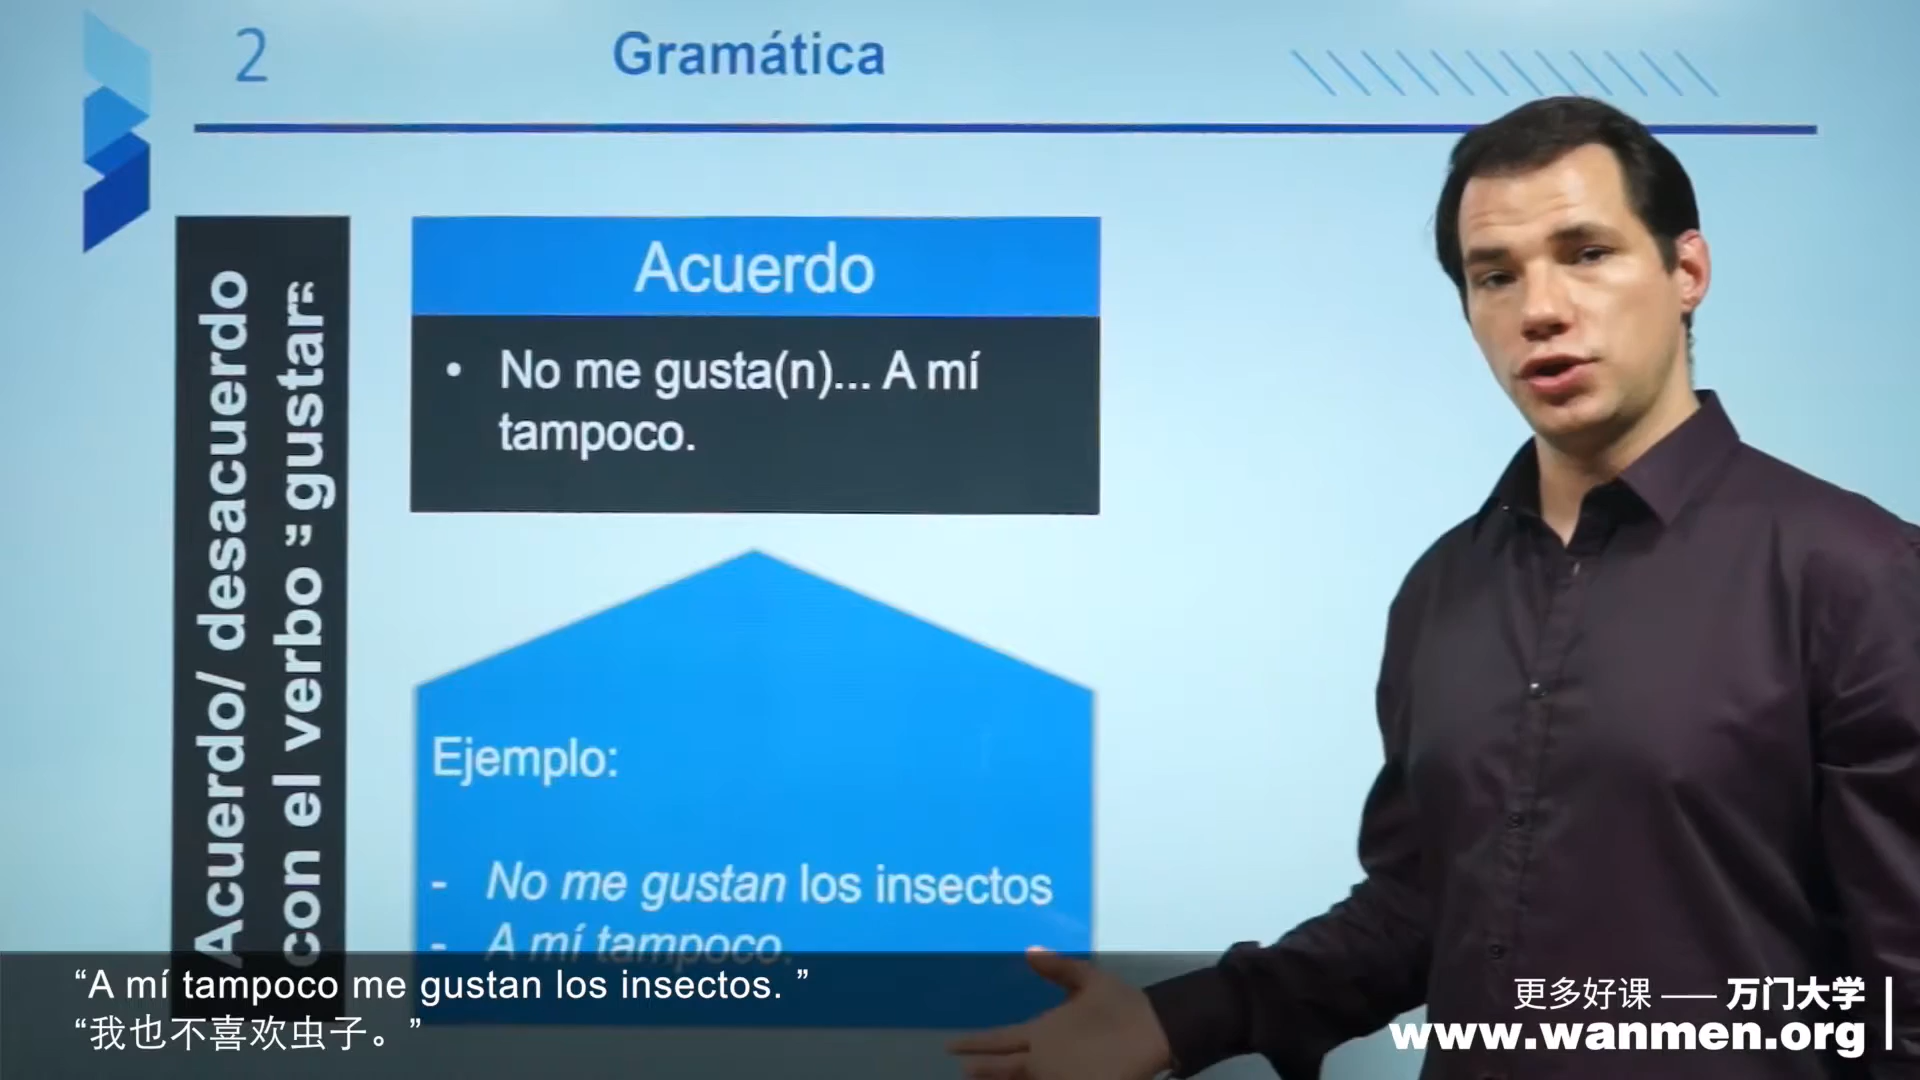 2
Gramática
Acuerdo/ desacuerdo
con el verbo ”gustar“
Acuerdo
• No me gusta(n)... A mí
tampoco.
Ejemplo:
- No me gustan los insectos
- A mí tampoco.
“A mí tampoco me gustan los insectos. ”
“我也不喜欢虫子。”
更多好课 —— 万门大学
www.wanmen.org